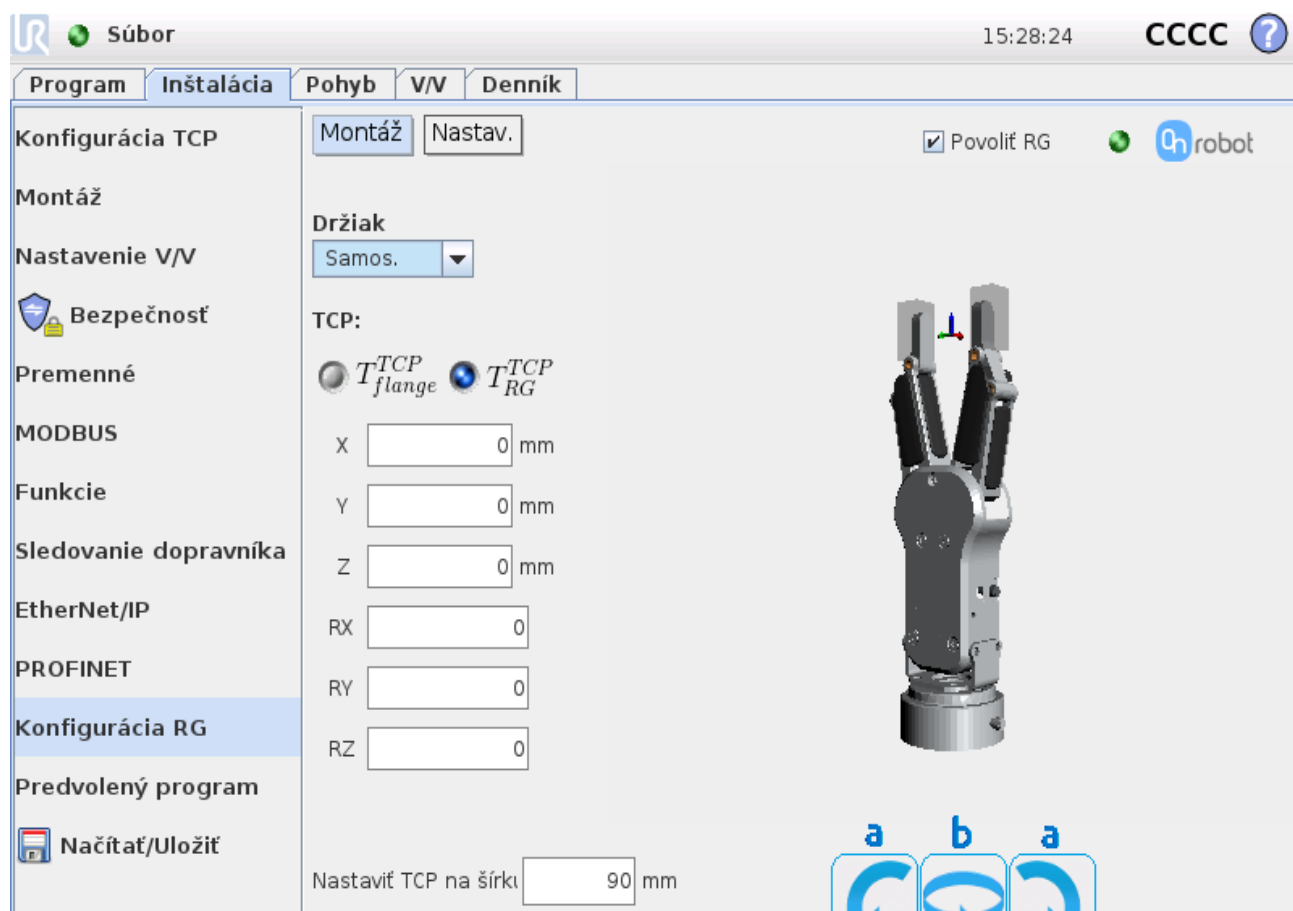 Súbor 15:28:24 CCCC ?
Program Inštalácia Pohyb V/V Denník
Konfigurácia TCP
Montáž
Nastavenie V/V
Bezpečnosť
Premenné
MODBUS
Funkcie
Sledovanie dopravníka
EtherNet/IP
PROFINET
Konfigurácia RG
Predvolený program
Načítať/Uložiť
Montáž Nastav. Povoliť RG On robot
Držiak
Samos.
TCP:
T_{flange}^{TCP} T_{RG}^{TCP}
X 0 mm
Y 0 mm
Z 0 mm
RX 0
RY 0
RZ 0
Nastaviť TCP na šírku 90 mm
a b a